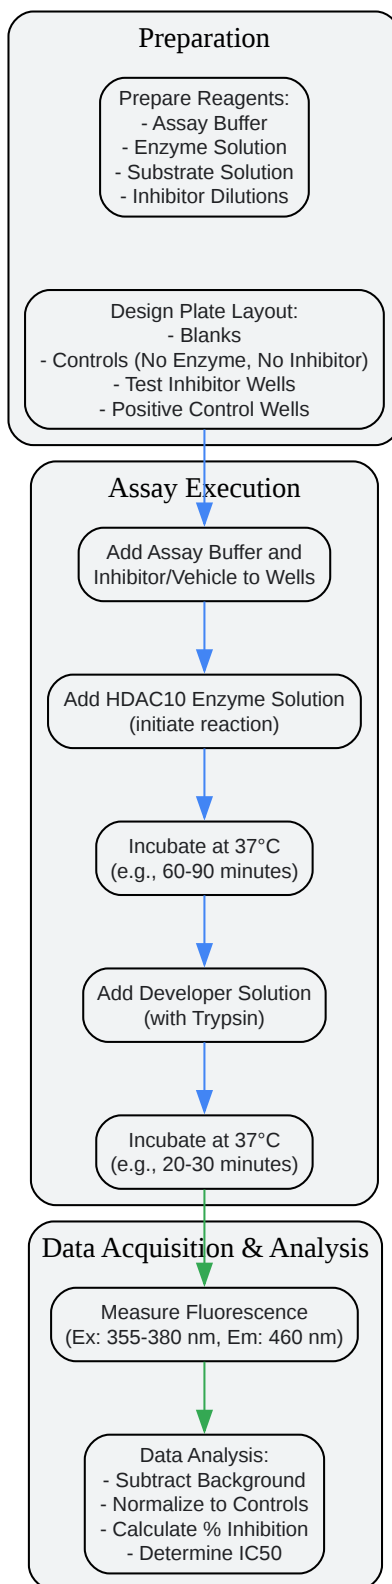 Preparation
Prepare Reagents:
- Assay Buffer
- Enzyme Solution
- Substrate Solution
- Inhibitor Dilutions
Design Plate Layout:
- Blanks
- Controls (No Enzyme, No Inhibitor)
- Test Inhibitor Wells
- Positive Control Wells
Assay Execution
Add Assay Buffer and
Inhibitor/Vehicle to Wells
Add HDAC10 Enzyme Solution
(initiate reaction)
Incubate at 37°C
(e.g., 60-90 minutes)
Add Developer Solution
(with Trypsin)
Incubate at 37°C
(e.g., 20-30 minutes)
Data Acquisition & Analysis
Measure Fluorescence
(Ex: 355-380 nm, Em: 460 nm)
Data Analysis:
- Subtract Background
- Normalize to Controls
- Calculate % Inhibition
- Determine IC50